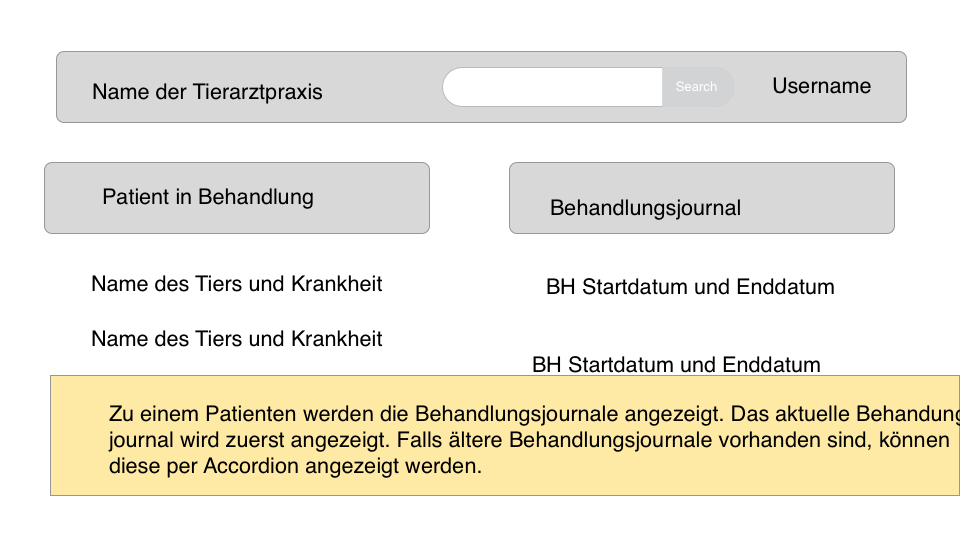 Name der Tierarztpraxis
Search
Username
Patient in Behandlung
Behandlungsjournal
Name des Tiers und Krankheit
BH Startdatum und Enddatum
Name des Tiers und Krankheit
BH Startdatum und Enddatum
Zu einem Patienten werden die Behandlungsjournale angezeigt. Das aktuelle Behandung
journal wird zuerst angezeigt. Falls ältere Behandlungsjournale vorhanden sind, können
diese per Accordion angezeigt werden.